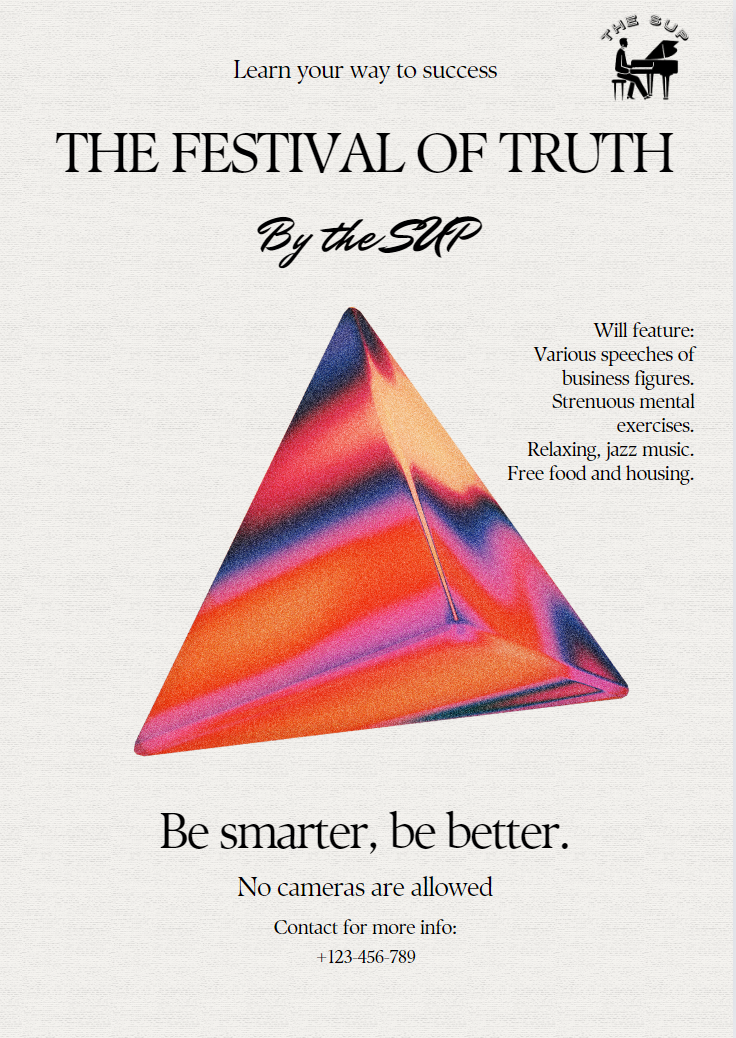 THE SUP
Learn your way to success
THE FESTIVAL OF TRUTH
By the SUP
Will feature:
Various speeches of
business figures.
Strenuous mental
exercises.
Relaxing, jazz music.
Free food and housing.
Be smarter, be better.
No cameras are allowed
Contact for more info:
+123-456-789